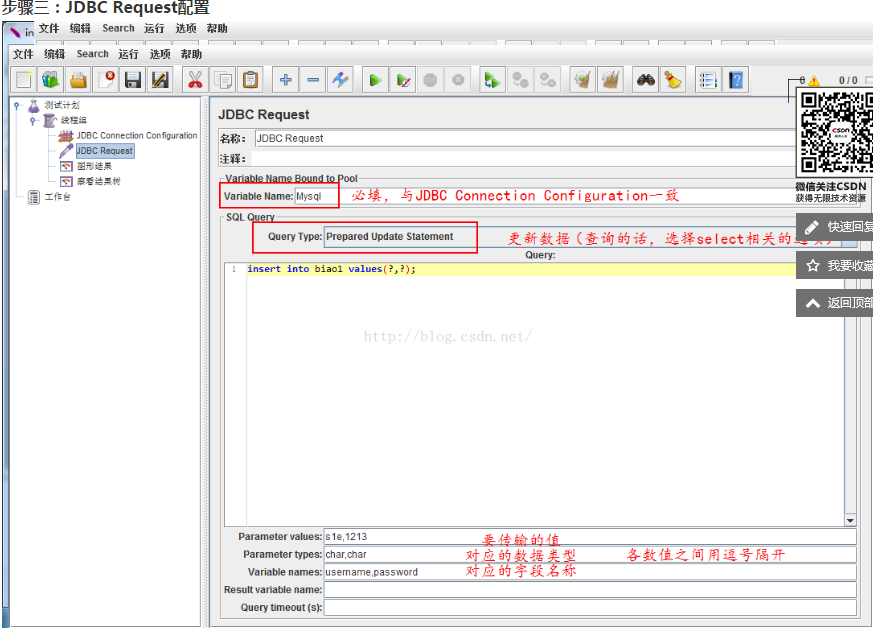 步骤三：JDBC Request配置
in 文件 编辑 Search 运行 选项 帮助
文件 编辑 Search 运行 选项 帮助
0 0 / 0
测试计划
线程组
JDBC Connection Configuration
JDBC Request
图形结果
察看结果树
工作台
JDBC Request
名称： JDBC Request
注释：
Variable Name Bound to Pool
Variable Name: Mysql 必填，与JDBC Connection Configuration一致
SQL Query
Query Type: Prepared Update Statement 更新数据（查询的话，选择select相关的
Query:
1 insert into biao1 values(?,?);
http://blog.csdn.net/
Parameter values: s1e,1213 要传输的值
Parameter types: char,char 对应的数据类型 各数值之间用逗号隔开
Variable names: username,password 对应的字段名称
Result variable name:
Query timeout (s):
csdn
微信关注CSDN
获得无限技术资源
快速回复
我要收藏
返回顶部